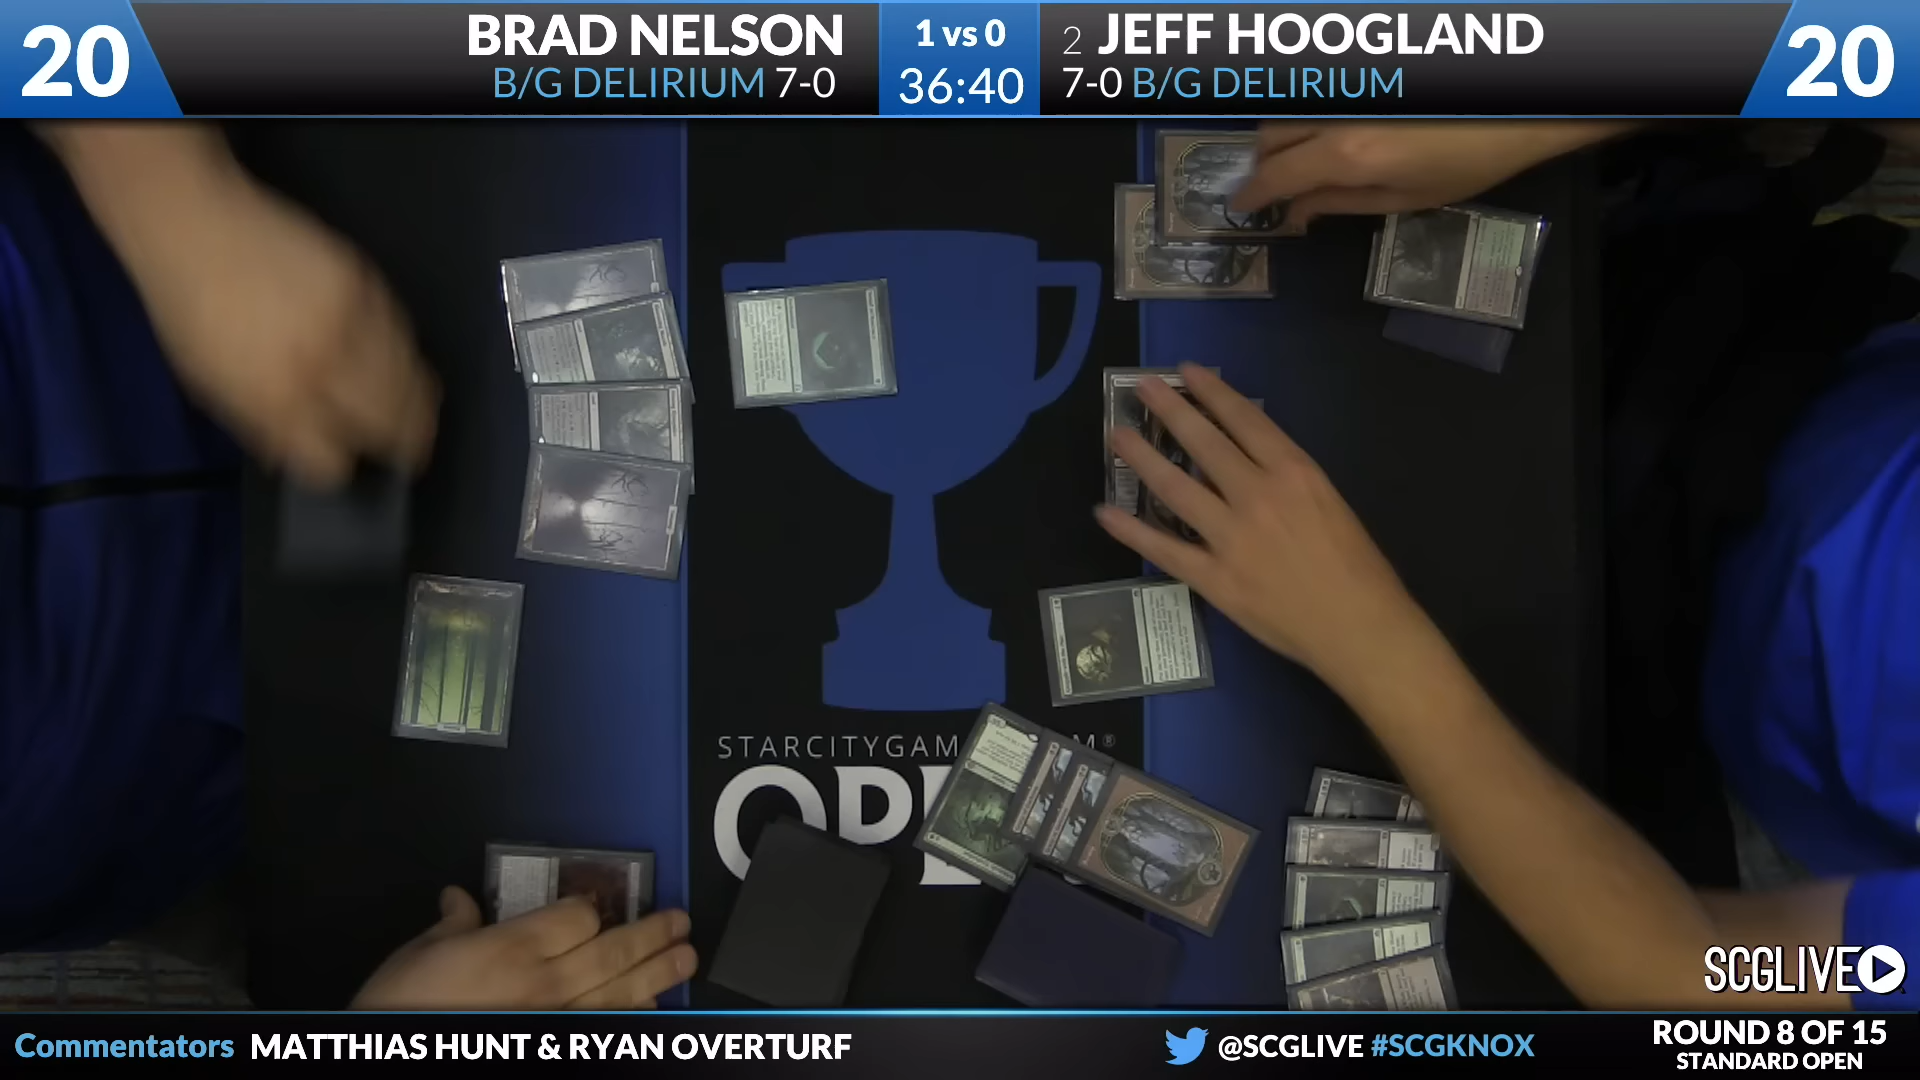 20
BRAD NELSON
B/G DELIRIUM 7-0
1 vs 0
36:40
2 JEFF HOOGLAND
7-0 B/G DELIRIUM
20
STARCITYGAM M®
OPE
SCGLIVE
Commentators MATTHIAS HUNT & RYAN OVERTURF
@SCGLIVE #SCGKNOX
ROUND 8 OF 15
STANDARD OPEN